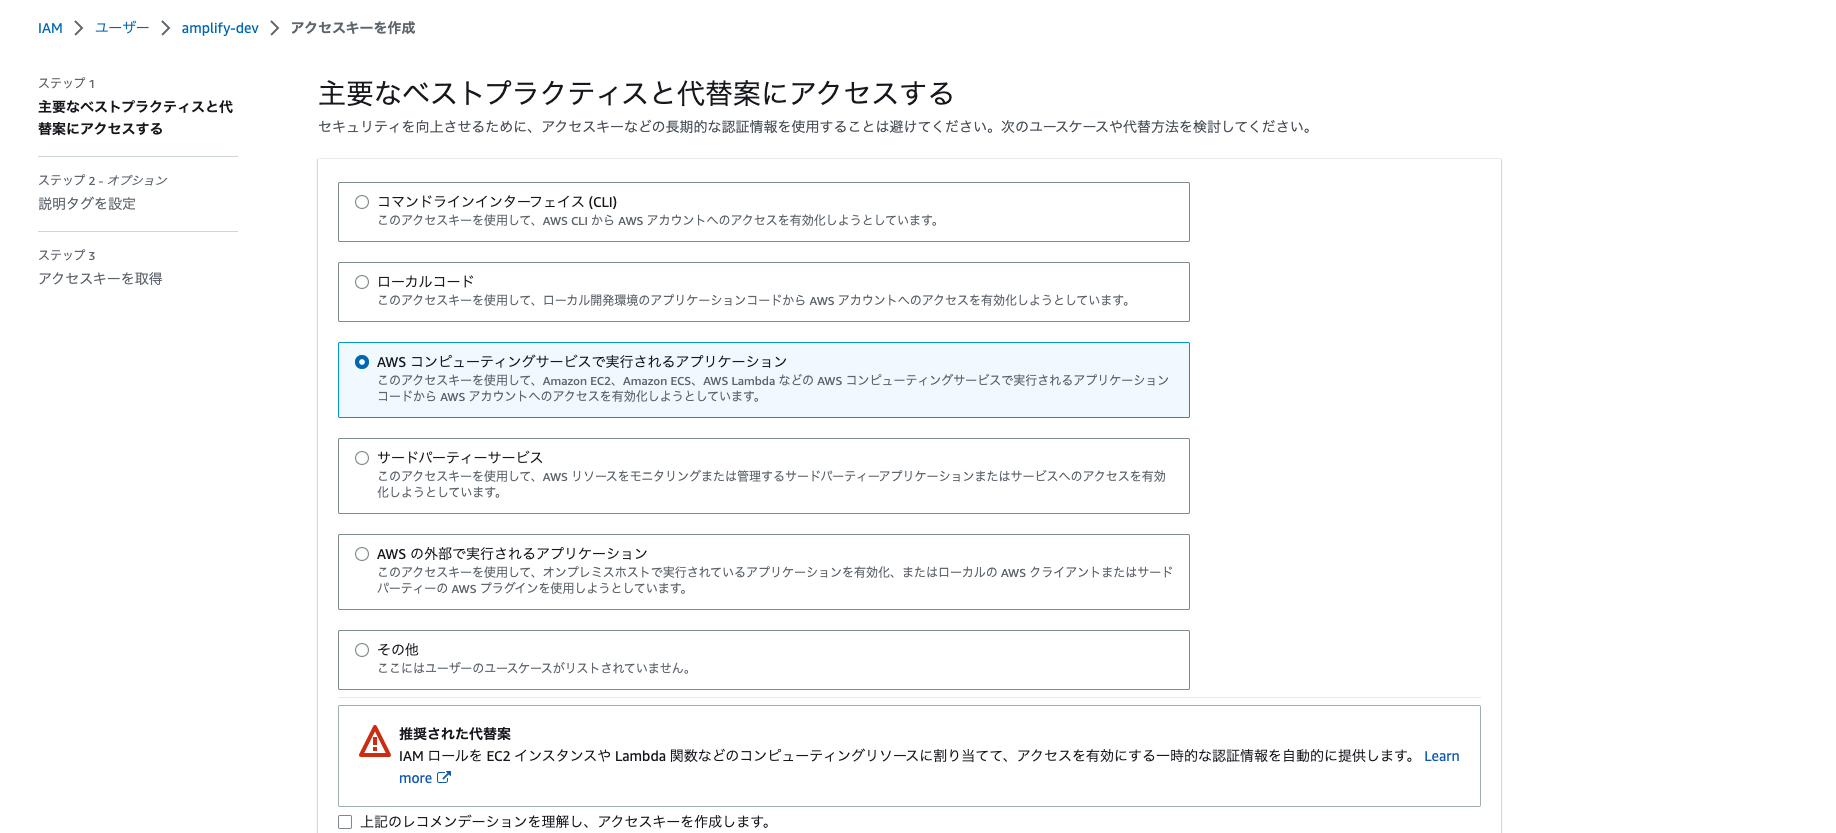 IAM > ユーザー > amplify-dev > アクセスキーを作成
ステップ 1
主要なベストプラクティスと代
替案にアクセスする
ステップ 2 - オプション
説明タグを設定
ステップ 3
アクセスキーを取得
主要なベストプラクティスと代替案にアクセスする
セキュリティを向上させるために、アクセスキーなどの長期的な認証情報を使用することは避けてください。次のユースケースや代替方法を検討してください。
コマンドラインインターフェイス (CLI)
このアクセスキーを使用して、AWS CLI から AWS アカウントへのアクセスを有効化しようとしています。
ローカルコード
このアクセスキーを使用して、ローカル開発環境のアプリケーションコードから AWS アカウントへのアクセスを有効化しようとしています。
AWS コンピューティングサービスで実行されるアプリケーション
このアクセスキーを使用して、Amazon EC2、Amazon ECS、AWS Lambda などの AWS コンピューティングサービスで実行されるアプリケーション
コードから AWS アカウントへのアクセスを有効化しようとしています。
サードパーティーサービス
このアクセスキーを使用して、AWS リソースをモニタリングまたは管理するサードパーティーアプリケーションまたはサービスへのアクセスを有効
化しようとしています。
AWS の外部で実行されるアプリケーション
このアクセスキーを使用して、オンプレミスホストで実行されているアプリケーションを有効化、またはローカルの AWS クライアントまたはサード
パーティーの AWS プラグインを使用しようとしています。
その他
ここにはユーザーのユースケースがリストされていません。
推奨された代替案
IAM ロールを EC2 インスタンスや Lambda 関数などのコンピューティングリソースに割り当てて、アクセスを有効にする一時的な認証情報を自動的に提供します。 Learn
more
上記のレコメンデーションを理解し、アクセスキーを作成します。